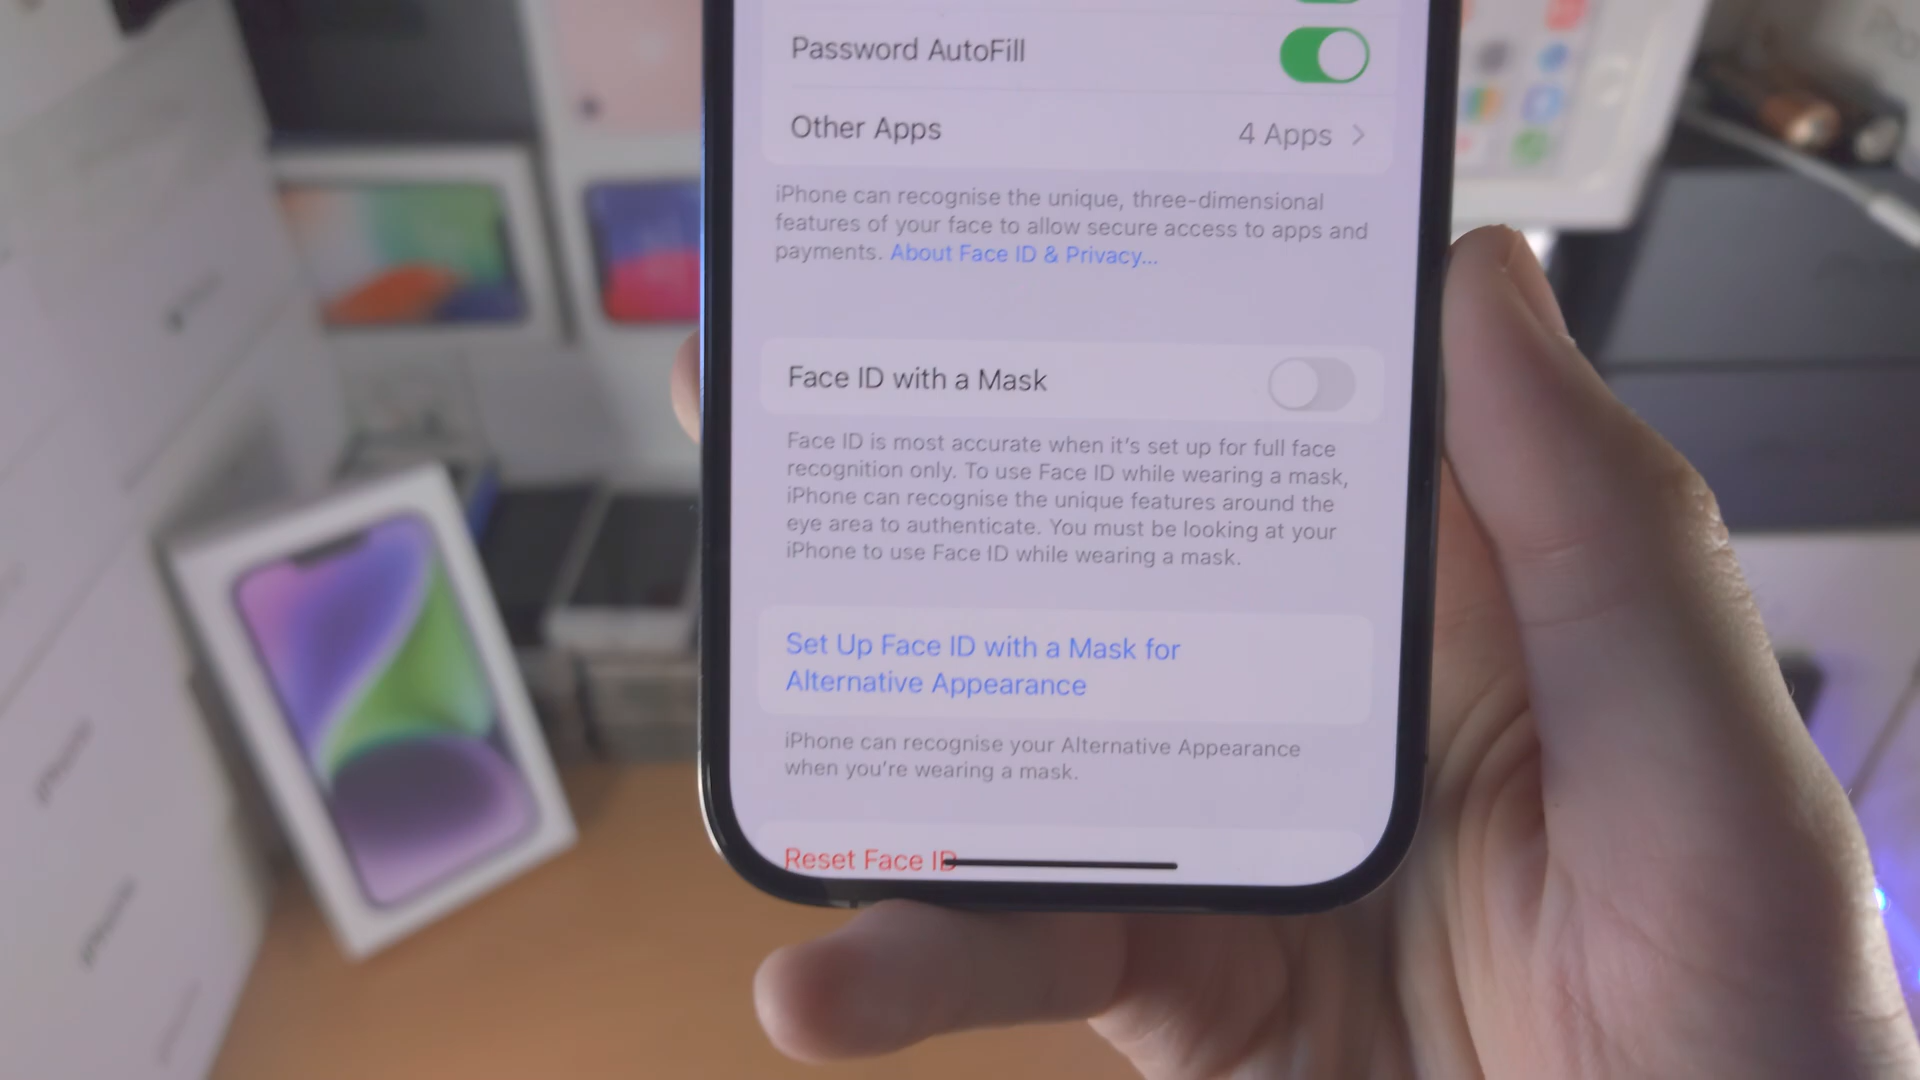 Password AutoFill
Other Apps
4 Apps
iPhone can recognise the unique, three-dimensional
features of your face to allow secure access to apps and
payments. About Face ID & Privacy...
Face ID with a Mask
Face ID is most accurate when it's set up for full face
recognition only. To use Face ID while wearing a mask,
iPhone can recognise the unique features around the
eye area to authenticate. You must be looking at your
iPhone to use Face ID while wearing a mask.
Set Up Face ID with a Mask for
Alternative Appearance
iPhone can recognise your Alternative Appearance
when you're wearing a mask.
Reset Face ID
iPhone
iPhone